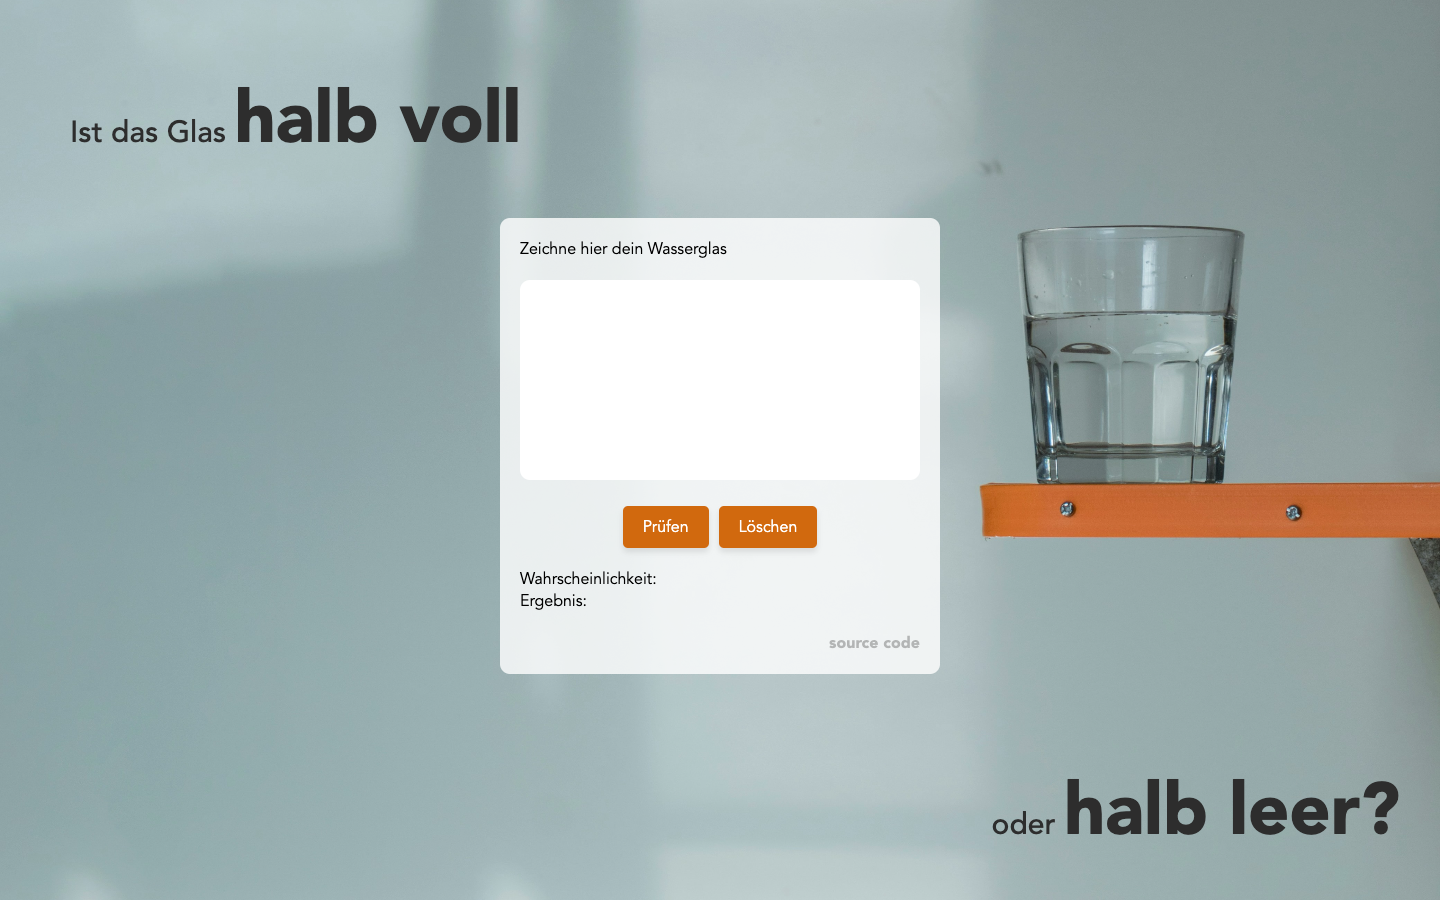 Ist das Glas halb voll
Zeichne hier dein Wasserglas
Prüfen Löschen
Wahrscheinlichkeit:
Ergebnis:
source code
oder halb leer?